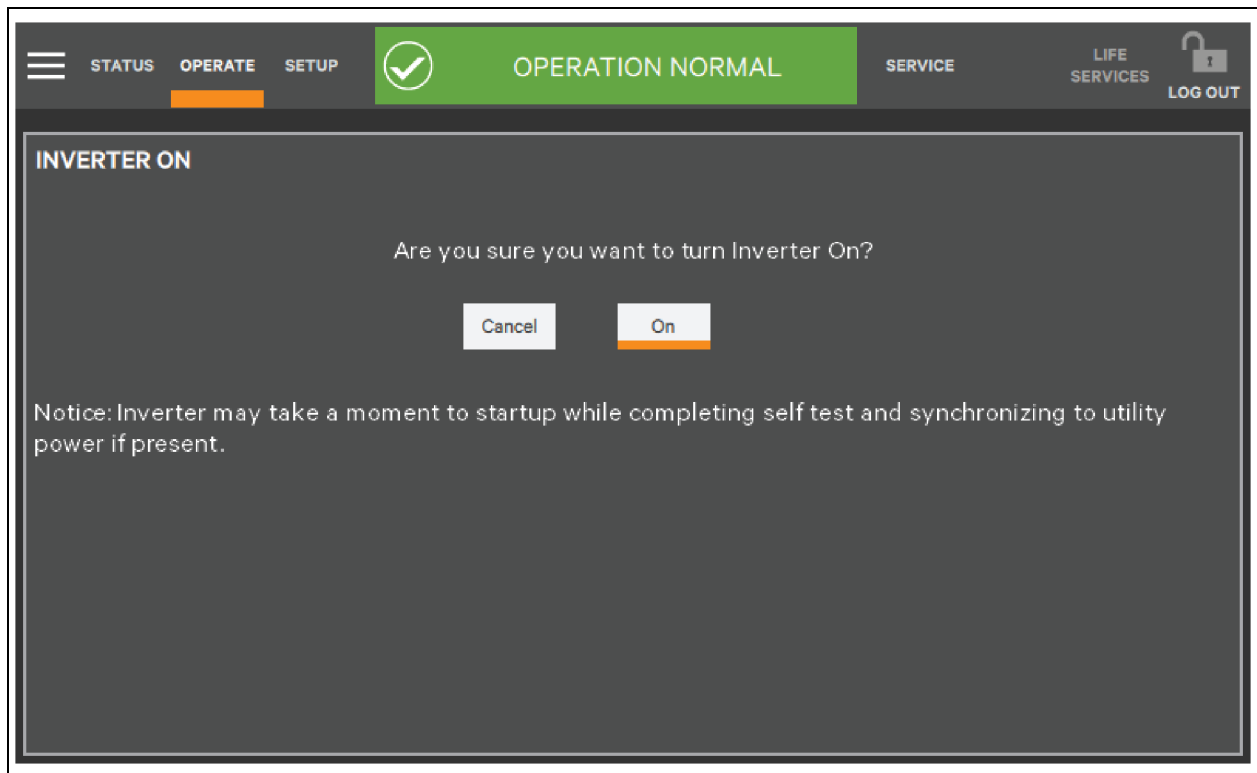 STATUS OPERATE SETUP OPERATION NORMAL SERVICE LIFE SERVICES LOG OUT
INVERTER ON
Are you sure you want to turn Inverter On?
Cancel On
Notice: Inverter may take a moment to startup while completing self test and synchronizing to utility
power if present.